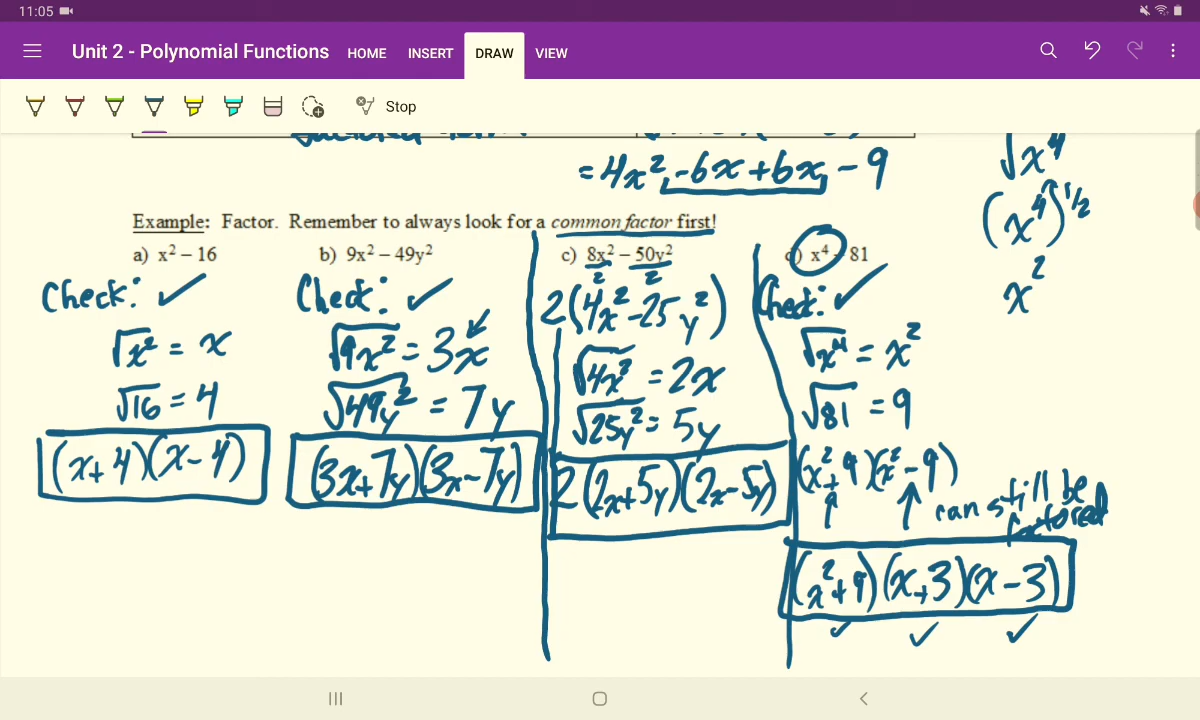 11:05
Unit 2 - Polynomial Functions HOME INSERT DRAW VIEW
Stop
= 4x² - 6x + 6x - 9
√x⁴
(x⁴)^1/2
x²
Example: Factor. Remember to always look for a common factor first!
a) x² – 16
Check: ✓
√x² = x
√16 = 4
(x+4)(x-4)
b) 9x² – 49y²
Check: ✓
√9x² = 3x
√49y² = 7y
(3x+7y)(3x-7y)
c) 8x² – 50y²
2 2
2(4x² - 25y²)
√4x² = 2x
√25y² = 5y
2(2x+5y)(2x-5y)
d) x⁴ – 81
Check: ✓
√x⁴ = x²
√81 = 9
(x²+9)(x²-9)
can still be
factored
(x²+9)(x+3)(x-3)
✓ ✓ ✓